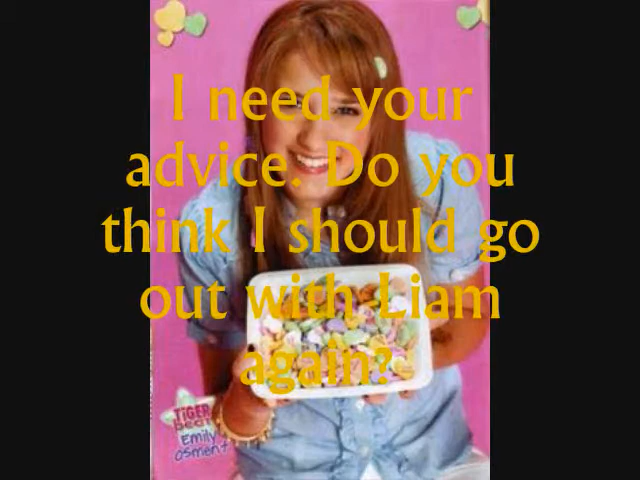 I need your
advice. Do you
think I should go
out with Liam
again?
TiGER
BEAT
Emily
Osment